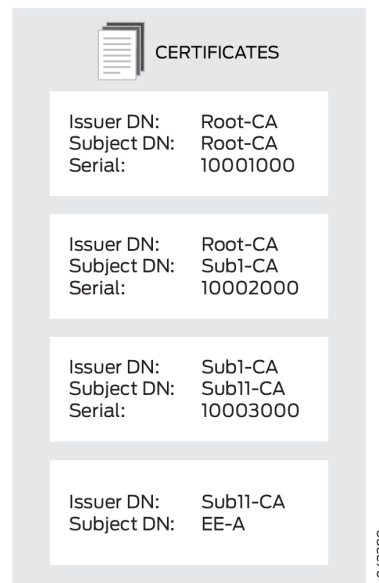 CERTIFICATES
Issuer DN: Root-CA
Subject DN: Root-CA
Serial: 10001000
Issuer DN: Root-CA
Subject DN: Sub1-CA
Serial: 10002000
Issuer DN: Sub1-CA
Subject DN: Sub11-CA
Serial: 10003000
Issuer DN: Sub11-CA
Subject DN: EE-A